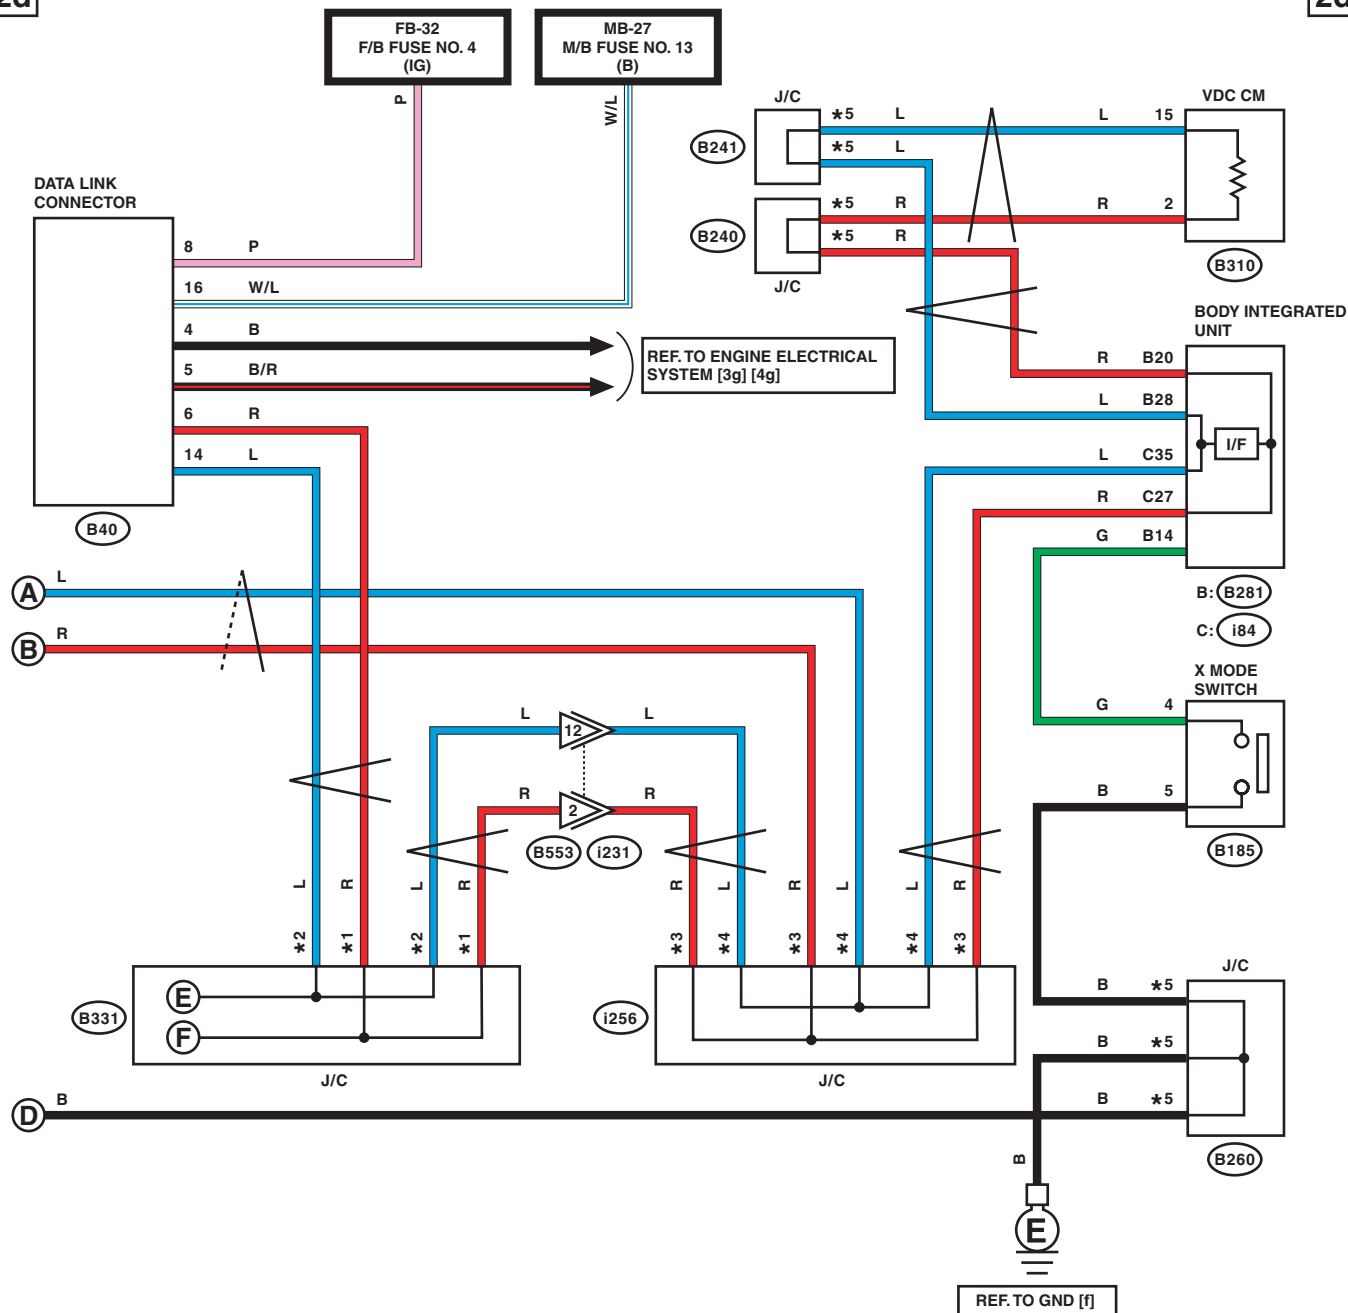 FB-32
F/B FUSE NO. 4
(IG)
MB-27
M/B FUSE NO. 13
(B)
P
W/L
J/C
*5 L
L 15
VDC CM
B241
*5 L
*5 R
R 2
B240
*5 R
J/C
B310
DATA LINK
CONNECTOR
8 P
16 W/L
4 B
5 B/R
6 R
14 L
B40
REF. TO ENGINE ELECTRICAL
SYSTEM [3g] [4g]
BODY INTEGRATED
UNIT
R B20
L B28
I/F
L C35
R C27
G B14
B: B281
C: i84
A L
B R
X MODE
SWITCH
G 4
B 5
B185
L 12 L
R 2 R
B553 i231
L R L R
R L R L L R
*2 *1 *2 *1
*3 *4 *3 *4 *4 *3
E
F
B331
J/C
i256
J/C
J/C
B *5
B *5
B *5
B260
D B
B
E
REF. TO GND [f]